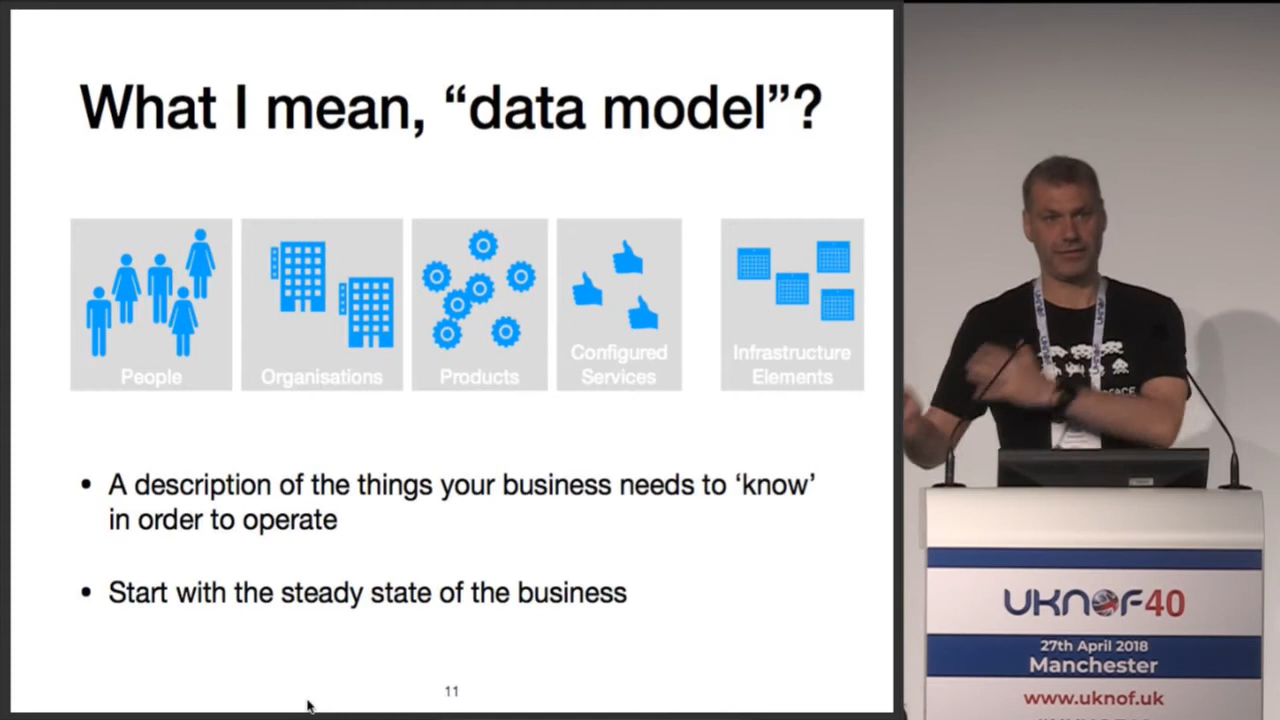 What I mean, “data model”?
People
Organisations
Products
Configured
Services
Infrastructure
Elements
• A description of the things your business needs to ‘know’
in order to operate
• Start with the steady state of the business
11
UKNOF40
27th April 2018
Manchester
www.uknof.uk